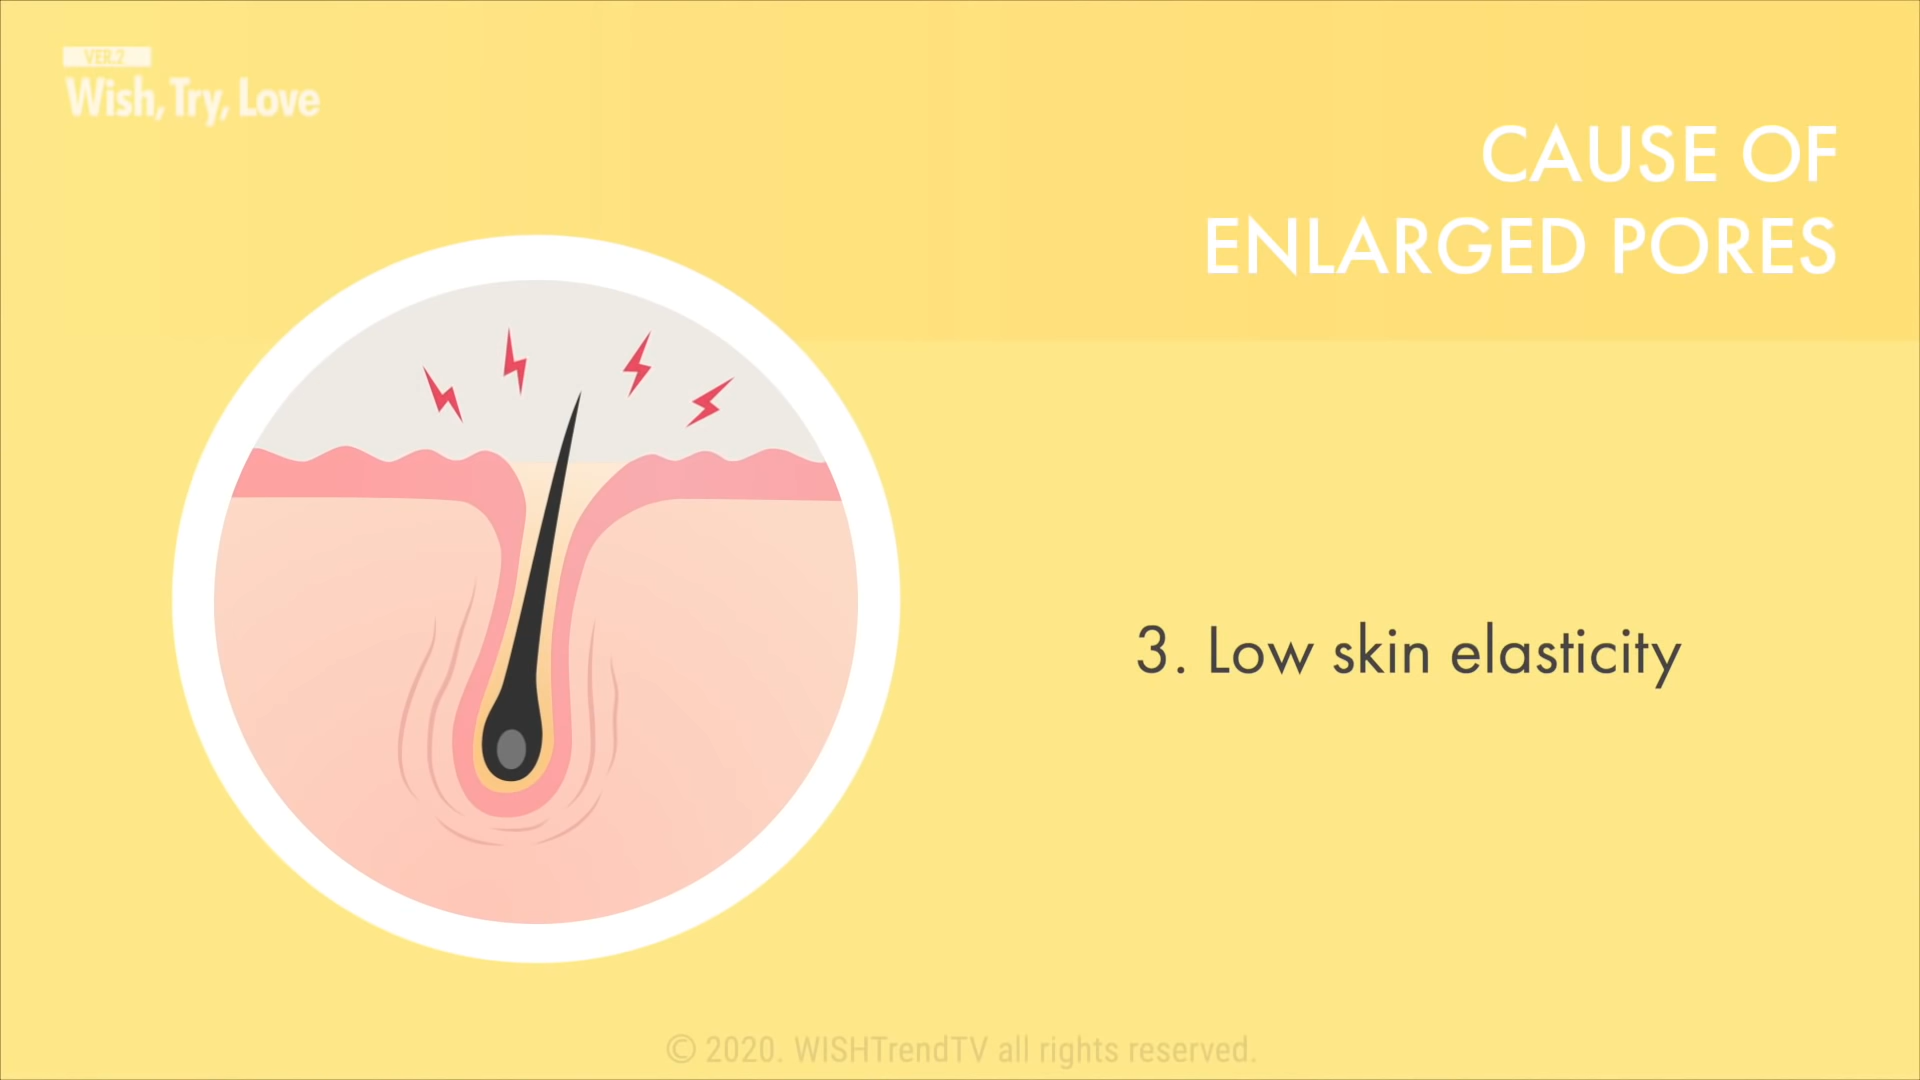 VER.2
Wish, Try, Love
CAUSE OF
ENLARGED PORES
3. Low skin elasticity
© 2020. WISHTrendTV all rights reserved.